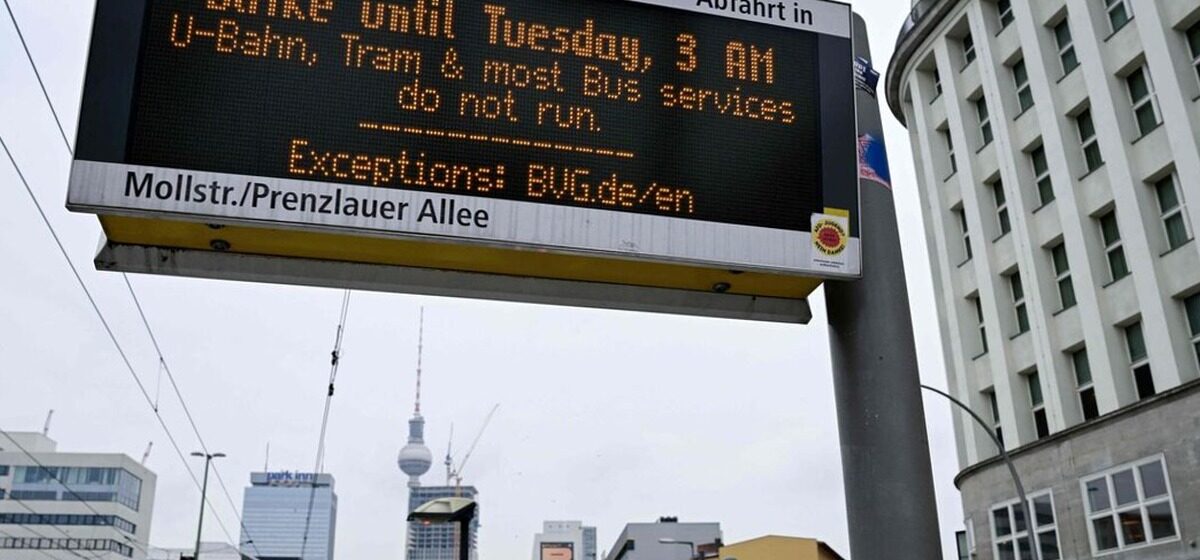 Abfahrt in
Strike until Tuesday, 3 AM
U-Bahn, Tram & most Bus services
do not run.
Exceptions: BVG.de/en
Mollstr./Prenzlauer Allee
park inn